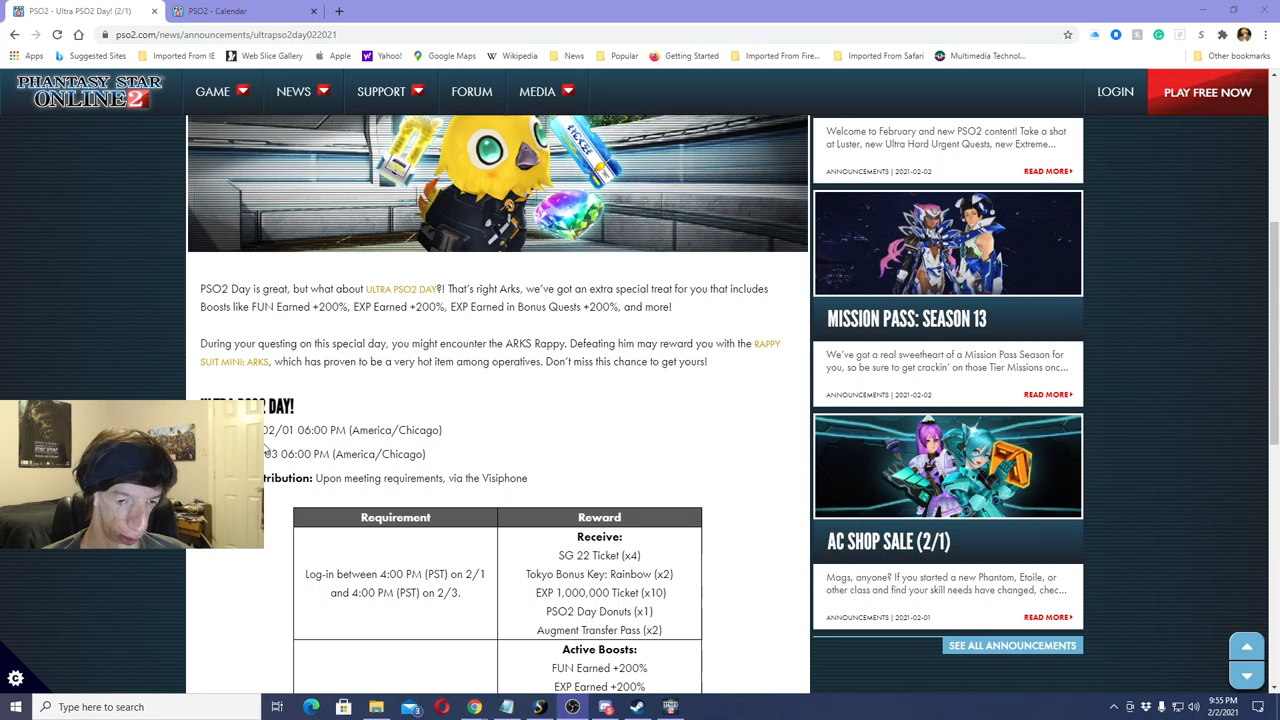 PSO2 - Ultra PSO2 Day! (2/1)
PSO2 - Calendar
pso2.com/news/announcements/ultrapso2day022021
Apps
Suggested Sites
Imported From IE
Web Slice Gallery
Apple
Yahoo!
Google Maps
Wikipedia
News
Popular
Getting Started
Imported From Fire...
Imported From Safari
Multimedia Technol...
Other bookmarks
PHANTASY STAR
ONLINE 2
GAME
NEWS
SUPPORT
FORUM
MEDIA
LOGIN
PLAY FREE NOW
PSO2 Day is great, but what about ULTRA PSO2 DAY?! That's right Arks, we've got an extra special treat for you that includes
Boosts like FUN Earned +200%, EXP Earned +200%, EXP Earned in Bonus Quests +200%, and more!
During your questing on this special day, you might encounter the ARKS Rappy. Defeating him may reward you with the RAPPY
SUIT MINI: ARKS, which has proven to be a very hot item among operatives. Don't miss this chance to get yours!
ULTRA PSO2 DAY!
02/01 06:00 PM (America/Chicago)
3 06:00 PM (America/Chicago)
tribution: Upon meeting requirements, via the Visiphone
Requirement
Reward
Log-in between 4:00 PM (PST) on 2/1
and 4:00 PM (PST) on 2/3.
Receive:
SG 22 Ticket (x4)
Tokyo Bonus Key: Rainbow (x2)
EXP 1,000,000 Ticket (x10)
PSO2 Day Donuts (x1)
Augment Transfer Pass (x2)
Active Boosts:
FUN Earned +200%
EXP Earned +200%
Welcome to February and new PSO2 content! Take a shot
at Luster, new Ultra Hard Urgent Quests, new Extreme...
ANNOUNCEMENTS | 2021-02-02
READ MORE
MISSION PASS: SEASON 13
We've got a real sweetheart of a Mission Pass Season for
you, so be sure to get crackin' on those Tier Missions onc...
ANNOUNCEMENTS | 2021-02-02
READ MORE
AC SHOP SALE (2/1)
Mags, anyone? If you started a new Phantom, Etoile, or
other class and find your skill needs have changed, chec...
ANNOUNCEMENTS | 2021-02-01
READ MORE
SEE ALL ANNOUNCEMENTS
Type here to search
9:55 PM
2/2/2021